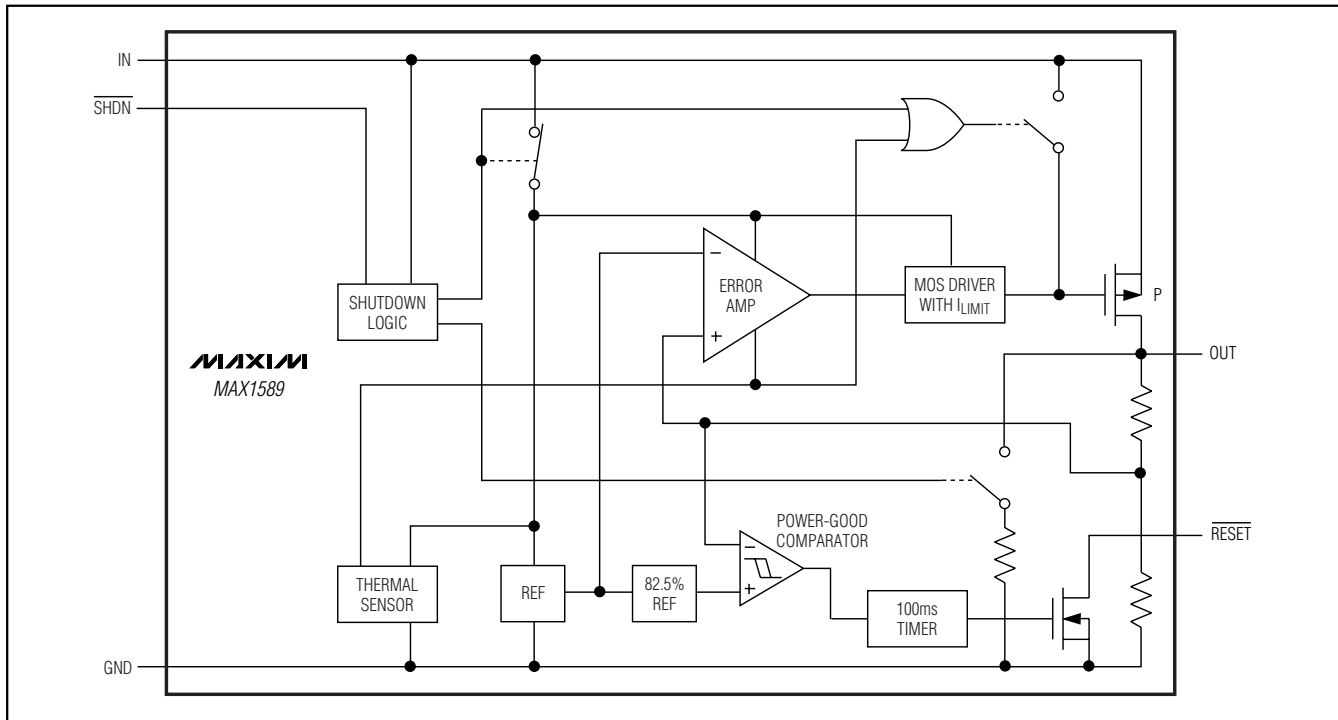 IN
SHDN
SHUTDOWN
LOGIC
MAXIM
MAX1589
−
ERROR
AMP
+
MOS DRIVER
WITH ILIMIT
P
OUT
POWER-GOOD
COMPARATOR
−
+
RESET
THERMAL
SENSOR
REF
82.5%
REF
100ms
TIMER
GND